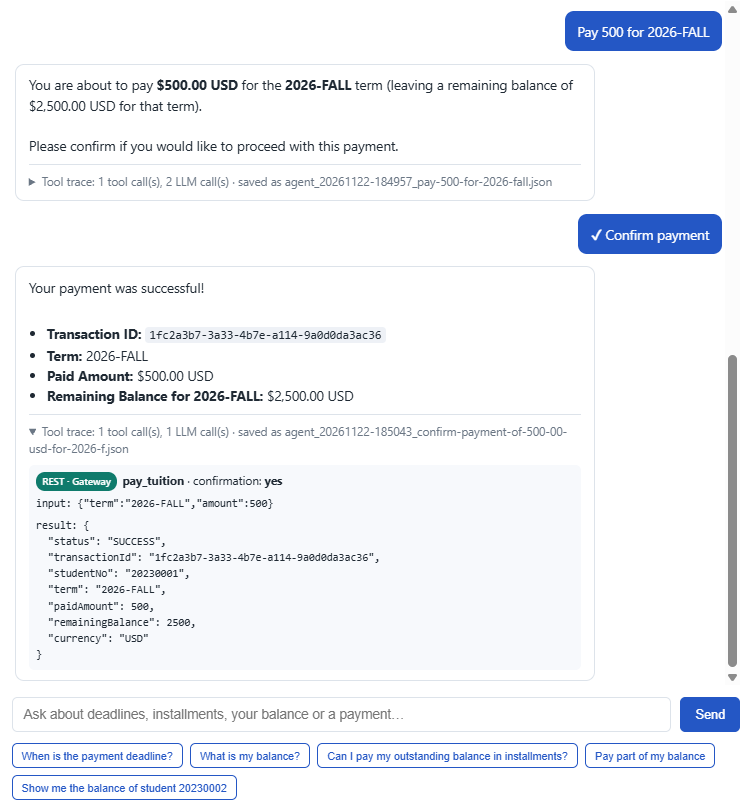 Pay 500 for 2026-FALL
You are about to pay $500.00 USD for the 2026-FALL term (leaving a remaining balance of
$2,500.00 USD for that term).
Please confirm if you would like to proceed with this payment.
▶ Tool trace: 1 tool call(s), 2 LLM call(s) · saved as agent_20261122-184957_pay-500-for-2026-fall.json
✓ Confirm payment
Your payment was successful!
• Transaction ID: 1fc2a3b7-3a33-4b7e-a114-9a0d0da3ac36
• Term: 2026-FALL
• Paid Amount: $500.00 USD
• Remaining Balance for 2026-FALL: $2,500.00 USD
▼ Tool trace: 1 tool call(s), 1 LLM call(s) · saved as agent_20261122-185043_confirm-payment-of-500-00-
usd-for-2026-f.json
REST · Gateway pay_tuition · confirmation: yes
input: {"term":"2026-FALL","amount":500}
result: {
"status": "SUCCESS",
"transactionId": "1fc2a3b7-3a33-4b7e-a114-9a0d0da3ac36",
"studentNo": "20230001",
"term": "2026-FALL",
"paidAmount": 500,
"remainingBalance": 2500,
"currency": "USD"
}
Ask about deadlines, installments, your balance or a payment…
Send
When is the payment deadline?
What is my balance?
Can I pay my outstanding balance in installments?
Pay part of my balance
Show me the balance of student 20230002